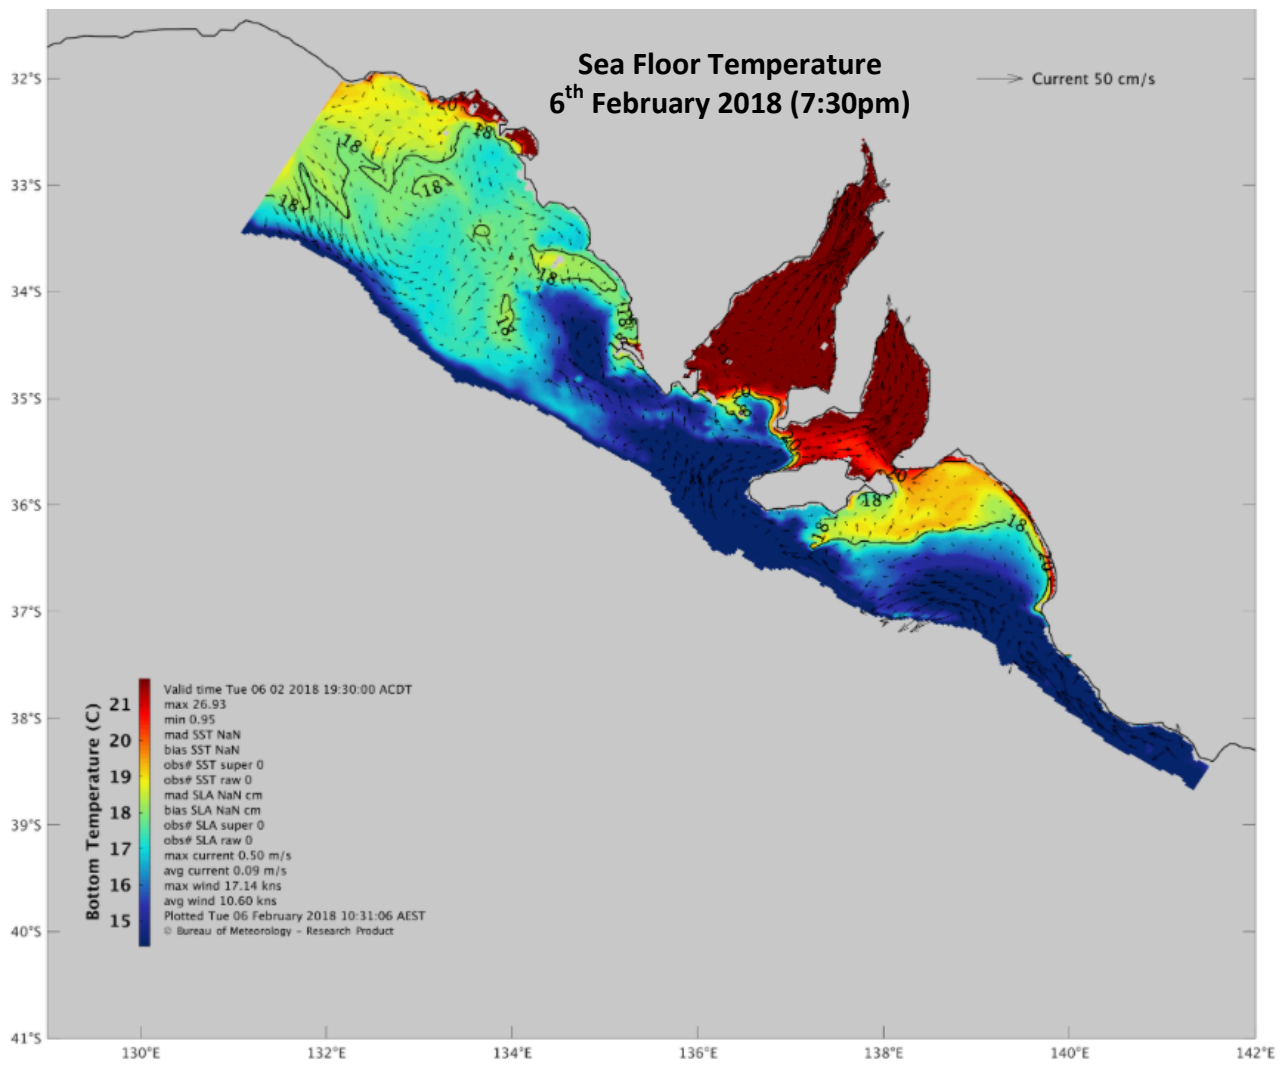 Sea Floor Temperature
6th February 2018 (7:30pm)
Current 50 cm/s
32°S
33°S
34°S
35°S
36°S
37°S
38°S
39°S
40°S
41°S
20
18
18
18
18
18
18
18
20
18
20
20
18
18
18
20
Bottom Temperature (C)
21
20
19
18
17
16
15
Valid time Tue 06 02 2018 19:30:00 ACDT
max 26.93
min 0.95
mad SST NaN
bias SST NaN
obs# SST super 0
obs# SST raw 0
mad SLA NaN cm
bias SLA NaN cm
obs# SLA super 0
obs# SLA raw 0
max current 0.50 m/s
avg current 0.09 m/s
max wind 17.14 kns
avg wind 10.60 kns
Plotted Tue 06 February 2018 10:31:06 AEST
© Bureau of Meteorology – Research Product
130°E
132°E
134°E
136°E
138°E
140°E
142°E